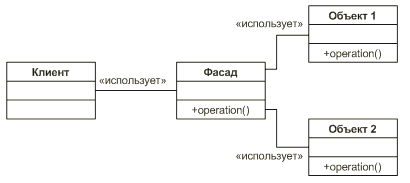 Клиент
«использует»
Фасад
+operation()
«использует»
Объект 1
+operation()
«использует»
Объект 2
+operation()